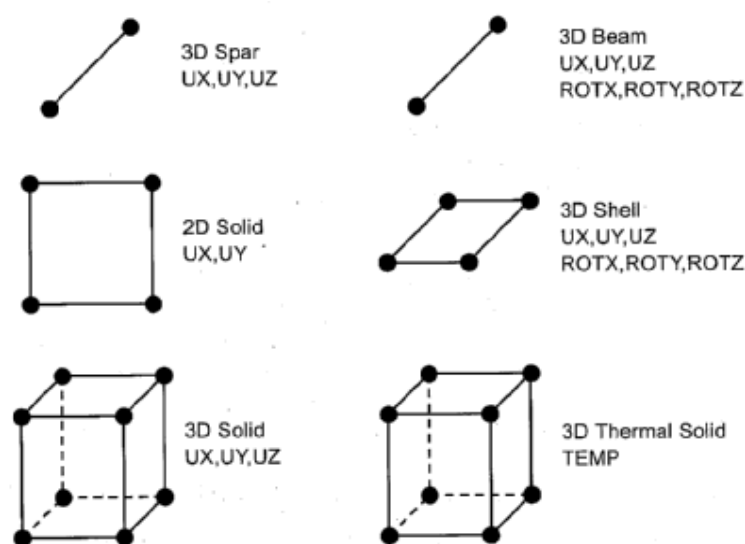 3D Spar
UX,UY,UZ
3D Beam
UX,UY,UZ
ROTX,ROTY,ROTZ
2D Solid
UX,UY
3D Shell
UX,UY,UZ
ROTX,ROTY,ROTZ
3D Solid
UX,UY,UZ
3D Thermal Solid
TEMP